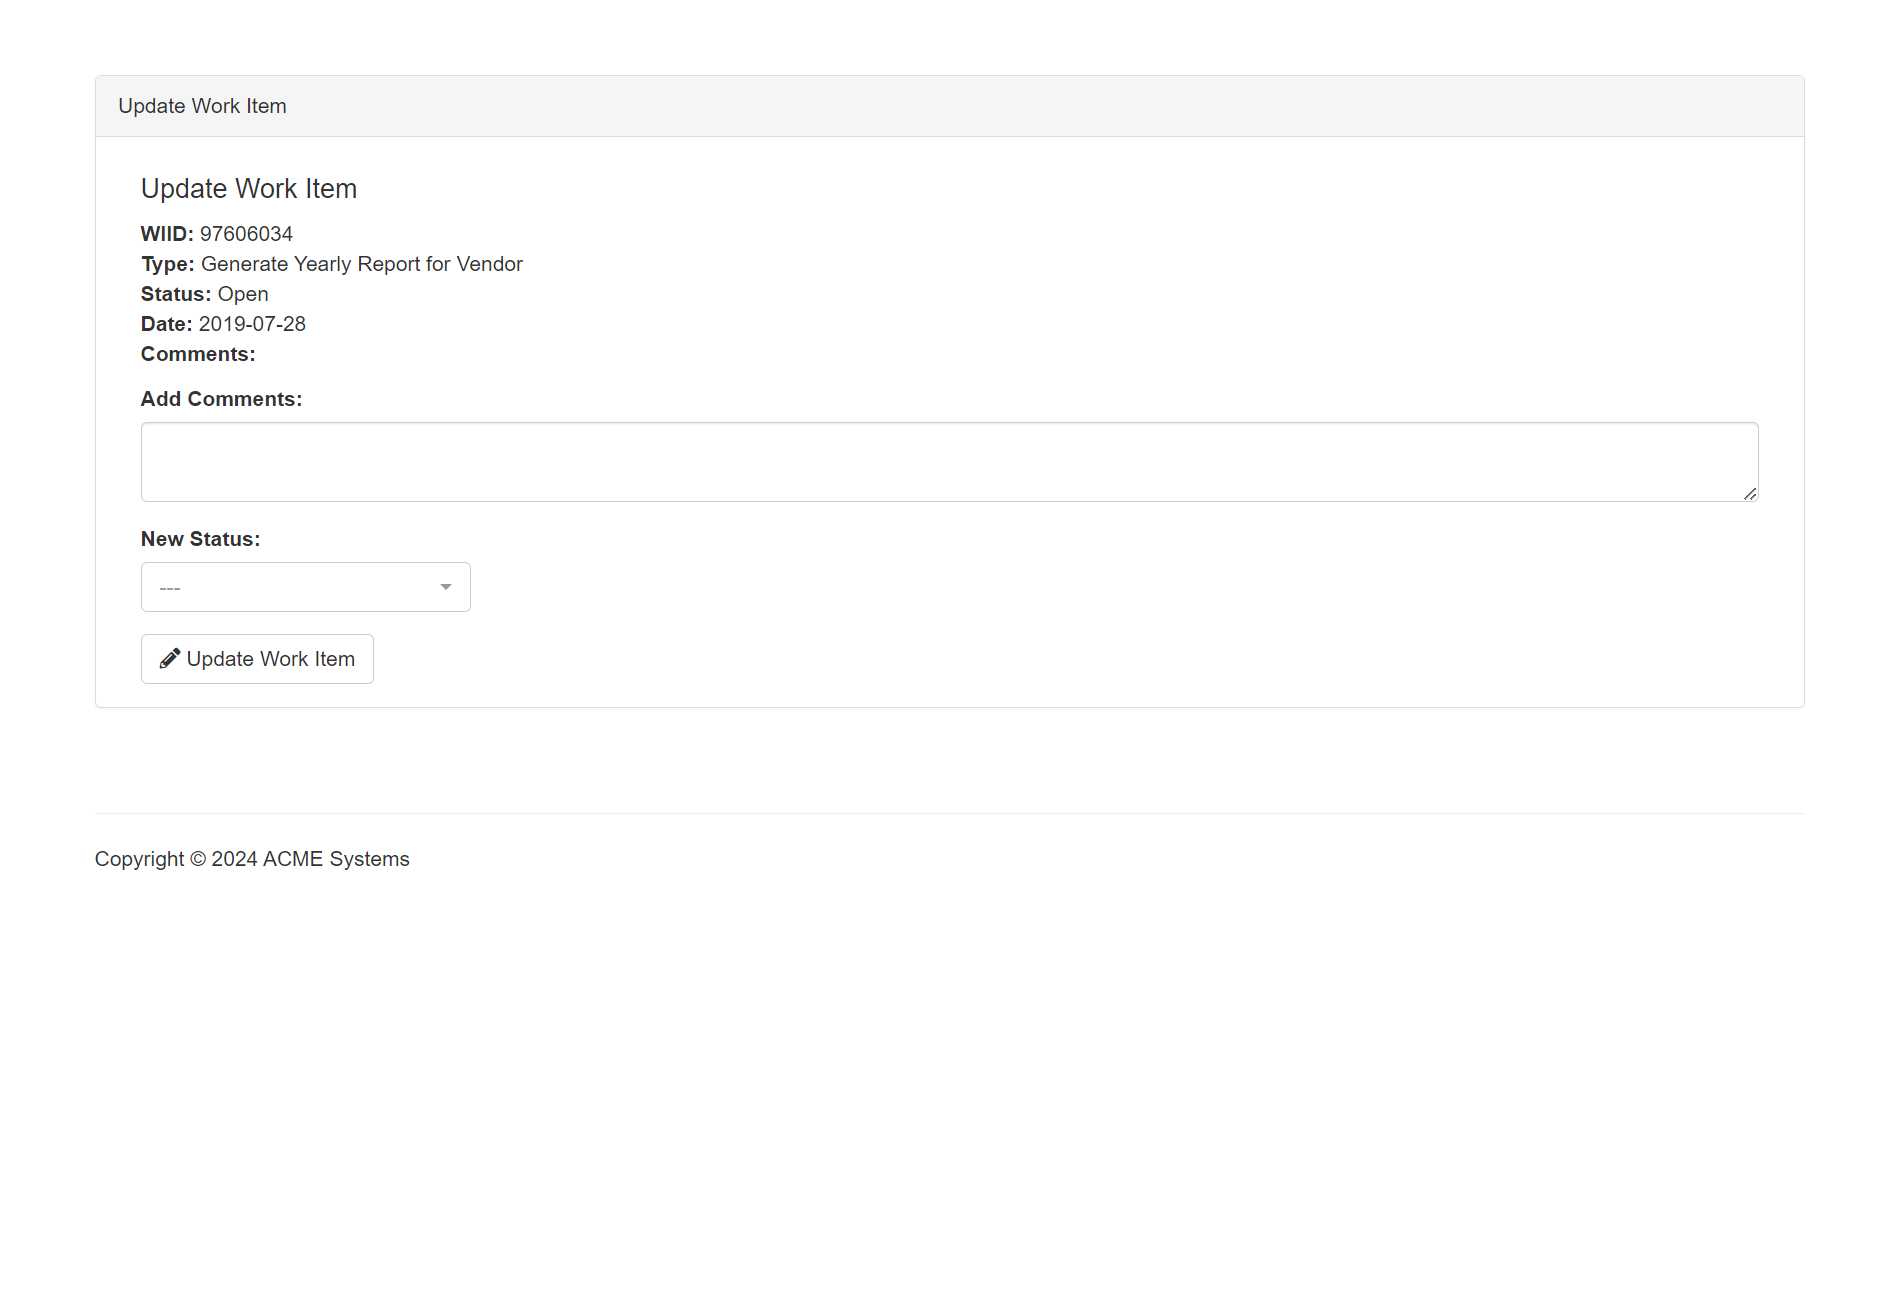 Update Work Item
Update Work Item
WIID: 97606034
Type: Generate Yearly Report for Vendor
Status: Open
Date: 2019-07-28
Comments:
Add Comments:
New Status:
---
Update Work Item
Copyright © 2024 ACME Systems